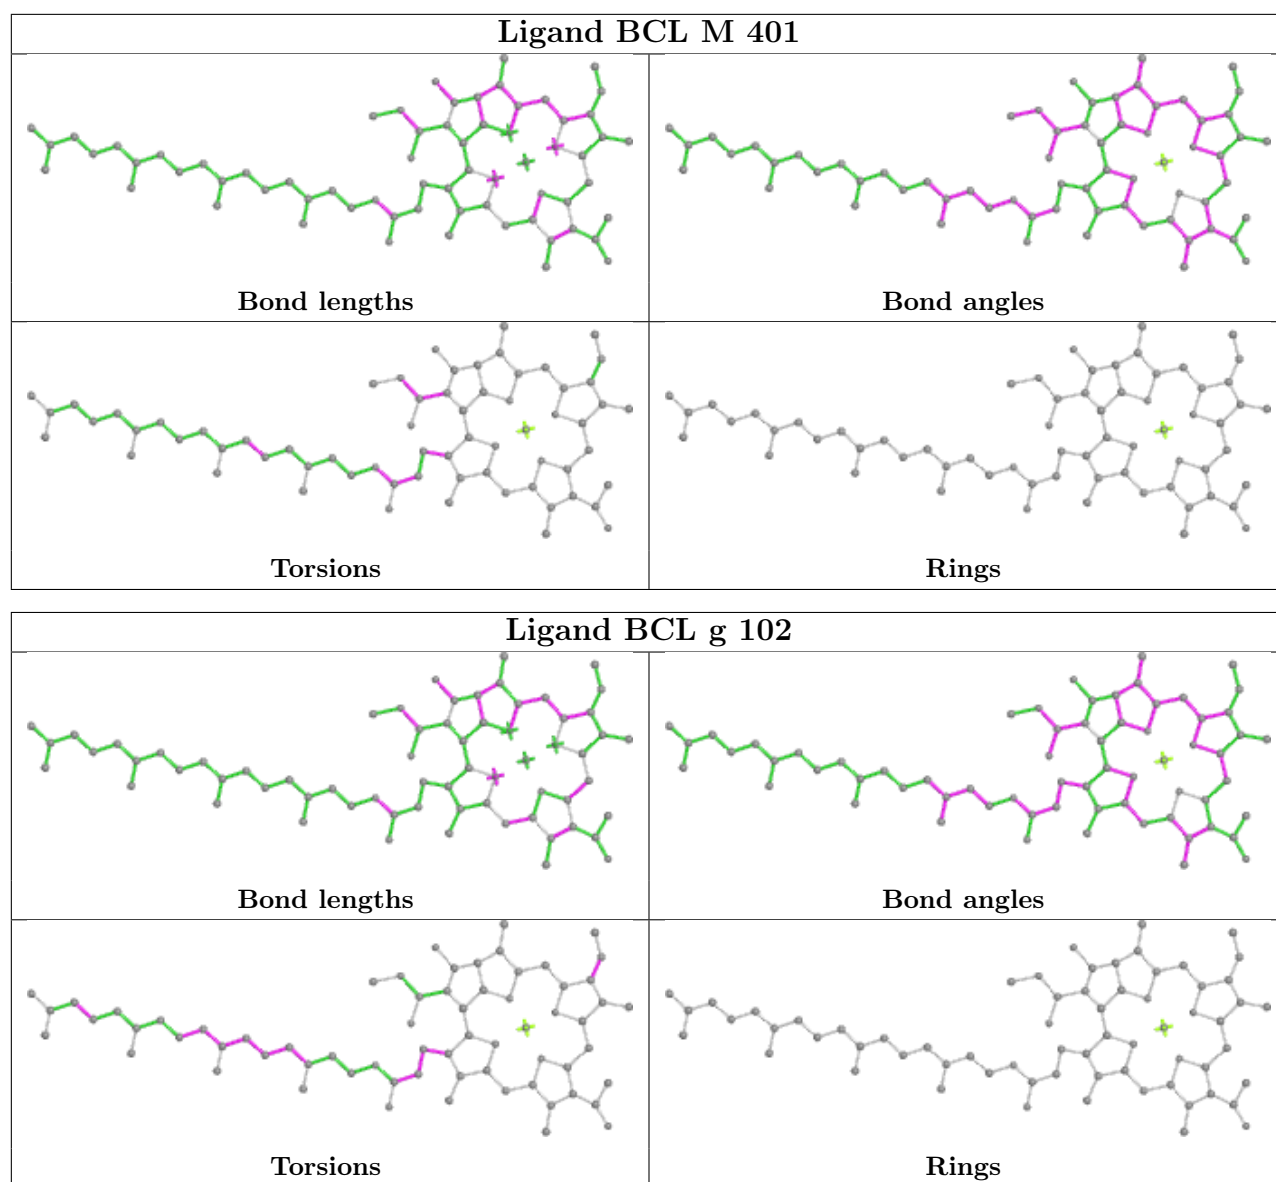 Ligand BCL M 401
Bond lengths
Bond angles
Torsions
Rings
Ligand BCL g 102
Bond lengths
Bond angles
Torsions
Rings